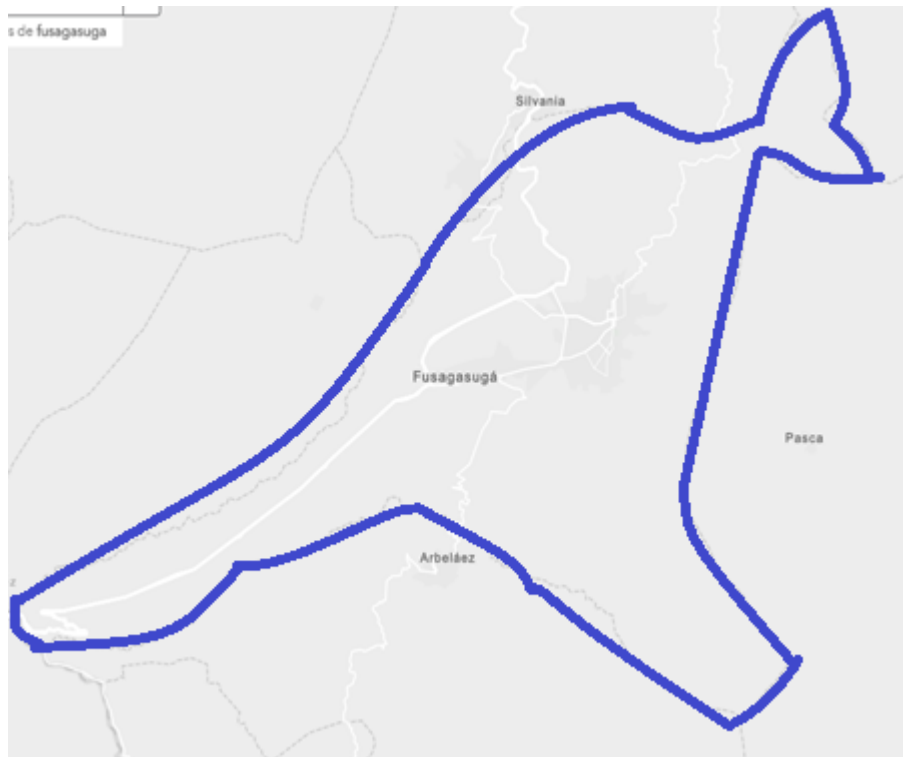 s de fusagasuga
Silvania
Fusagasugá
Pasca
Arbeláez
z